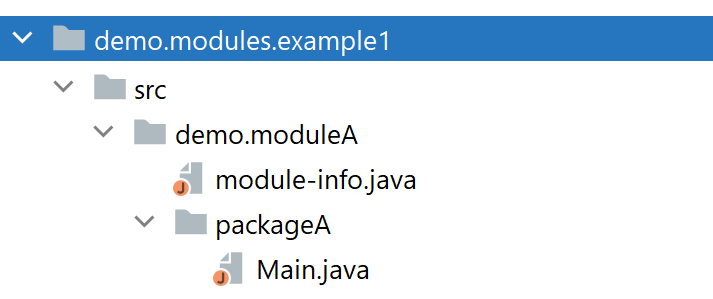 demo.modules.example1
src
demo.moduleA
module-info.java
packageA
Main.java